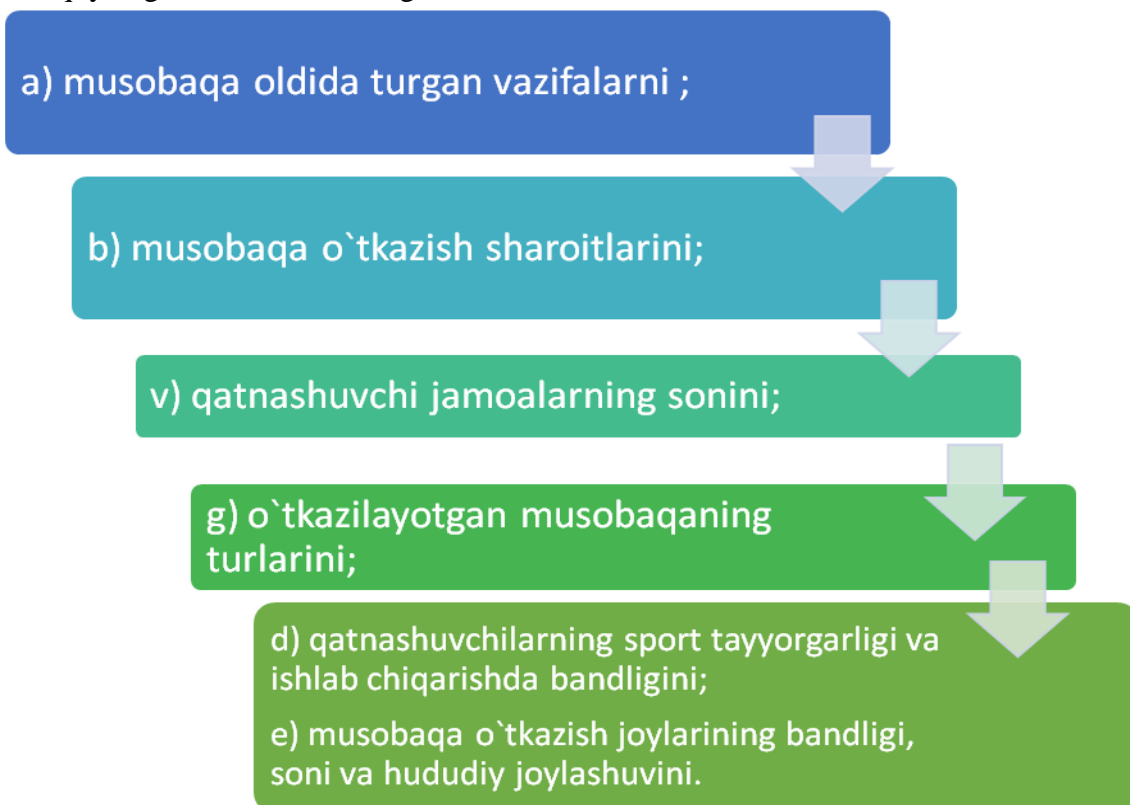 a) musobaqa oldida turgan vazifalarni ;
b) musobaqa o`tkazish sharoitlarini;
v) qatnashuvchi jamoalarning sonini;
g) o`tkazilayotgan musobaqaning
turlarini;
d) qatnashuvchilarning sport tayyorgarligi va
ishlab chiqarishda bandligini;
e) musobaqa o`tkazish joylarining bandligi,
soni va hududiy joylashuvini.